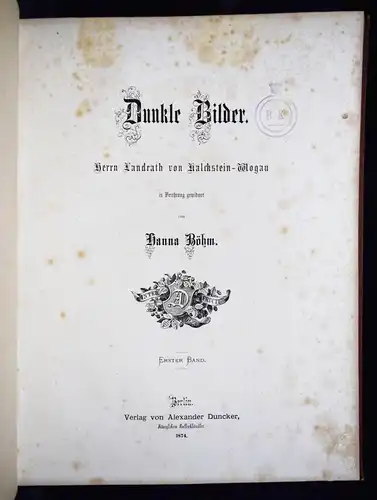 Dunkle Bilder.
B K
Herrn Landrath von Kalckstein-Wogau
in Verehrung gewidmet
von
Hanna Böhm.
D
Erster Band.
Berlin.
Verlag von Alexander Duncker,
Königlichem Hofbuchhändler.
1874.